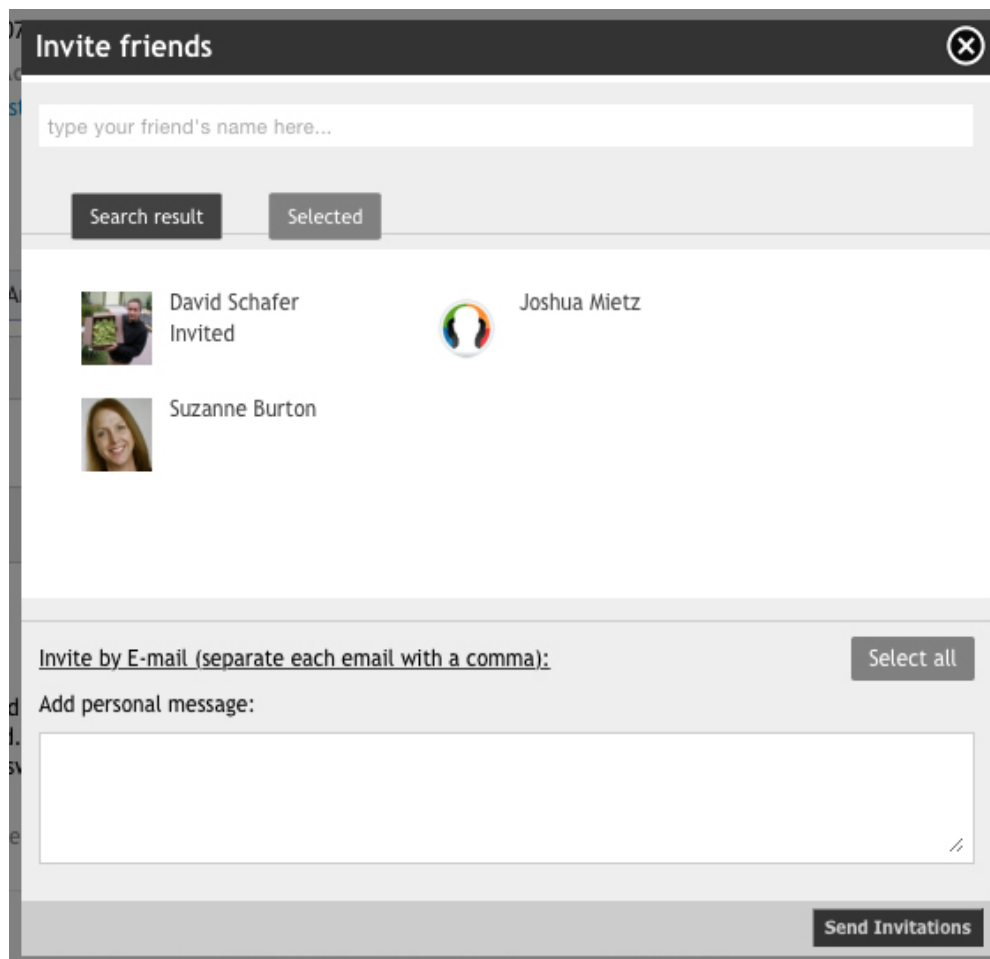 Invite friends
type your friend's name here...
Search result
Selected
David Schafer
Invited
Joshua Mietz
Suzanne Burton
Invite by E-mail (separate each email with a comma):
Select all
Add personal message:
Send Invitations